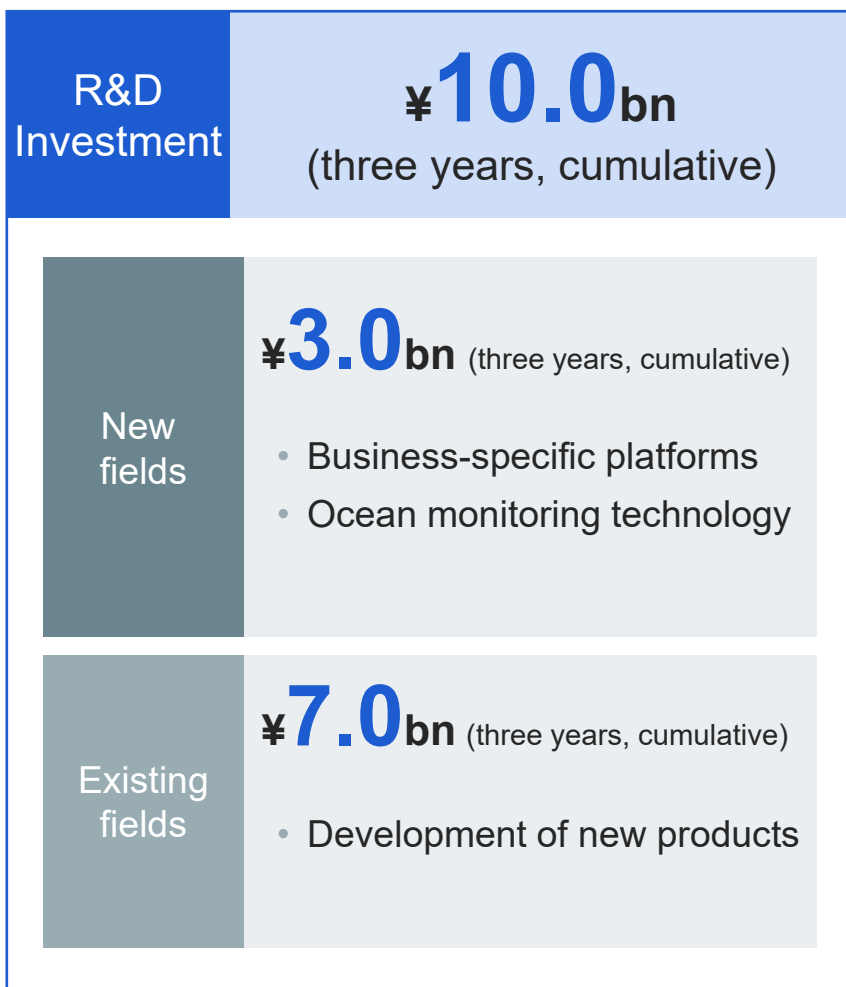 R&D
Investment
¥10.0bn
(three years, cumulative)
New
fields
¥3.0bn (three years, cumulative)
• Business-specific platforms
• Ocean monitoring technology
Existing
fields
¥7.0bn (three years, cumulative)
• Development of new products